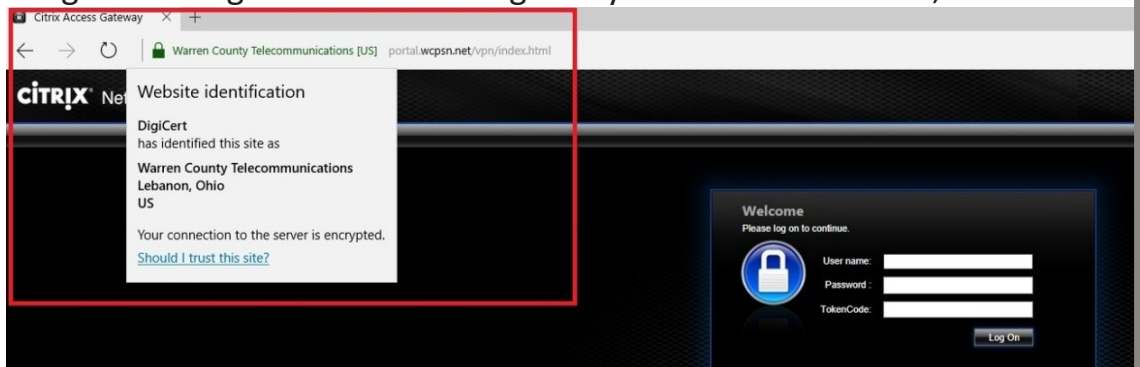 Citrix Access Gateway
Warren County Telecommunications [US] portal.wcpsn.net/vpn/index.html
CİTRIX Net
Website identification
DigiCert
has identified this site as
Warren County Telecommunications
Lebanon, Ohio
US
Your connection to the server is encrypted.
Should I trust this site?
Welcome
Please log on to continue.
User name:
Password :
TokenCode:
Log On